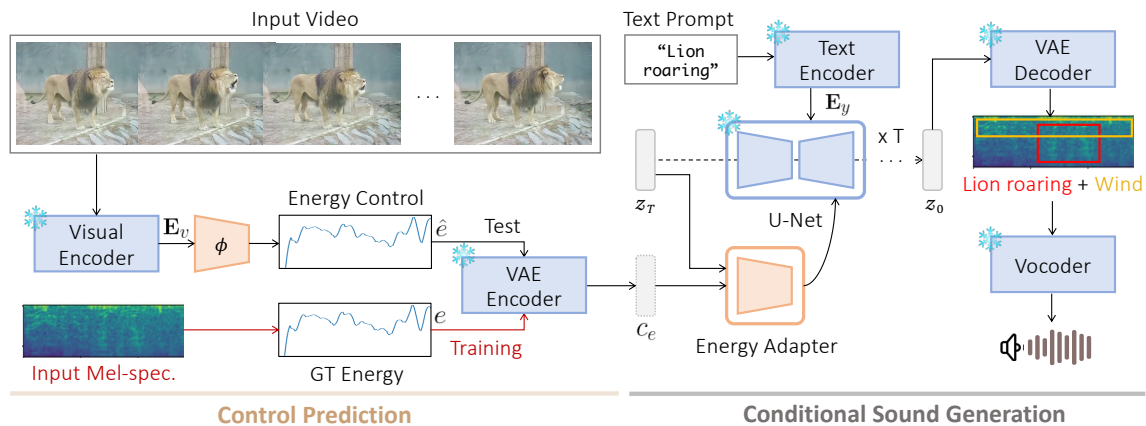 Input Video
. . .
Visual
Encoder
𝐄ᵥ
ϕ
Energy Control
ê
Test
Input Mel-spec.
GT Energy
e
Training
VAE
Encoder
Control Prediction
Text Prompt
“Lion
roaring”
Text
Encoder
𝐄_y
x T
. . .
z_T
U-Net
z_0
c_e
Energy Adapter
VAE
Decoder
Lion roaring + Wind
Vocoder
Conditional Sound Generation